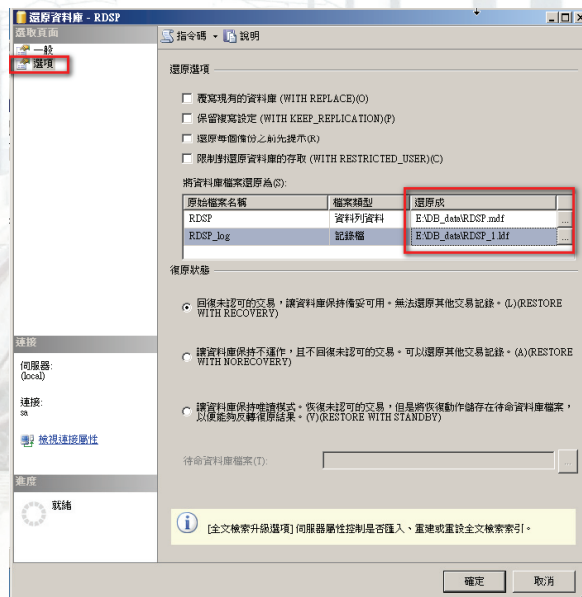 還原資料庫 - RDSP
選取頁面
一般
選項
指令碼
說明
還原選項
覆寫現有的資料庫 (WITH REPLACE)(O)
保留複寫設定 (WITH KEEP_REPLICATION)(P)
還原每個備份之前先提示(R)
限制對還原資料庫的存取 (WITH RESTRICTED_USER)(C)
將資料庫檔案還原為(S):
原始檔案名稱 檔案類型 還原成
RDSP 資料列資料 E:\DB_data\RDSP.mdf ...
RDSP_log 記錄檔 E:\DB_data\RDSP_1.ldf ...
復原狀態
回復未認可的交易，讓資料庫保持備妥可用。無法還原其他交易記錄。(L)(RESTORE
WITH RECOVERY)
讓資料庫保持不運作，且不回復未認可的交易。可以還原其他交易記錄。(A)(RESTORE
WITH NORECOVERY)
讓資料庫保持唯讀模式。恢復未認可的交易，但是將恢復動作儲存在待命資料庫檔案，
以便能夠反轉復原結果。(V)(RESTORE WITH STANDBY)
待命資料庫檔案(T):
...
連接
伺服器:
(local)
連接:
sa
檢視連接屬性
進度
就緒
[全文檢索升級選項] 伺服器屬性控制是否匯入、重建或重設全文檢索索引。
確定
取消